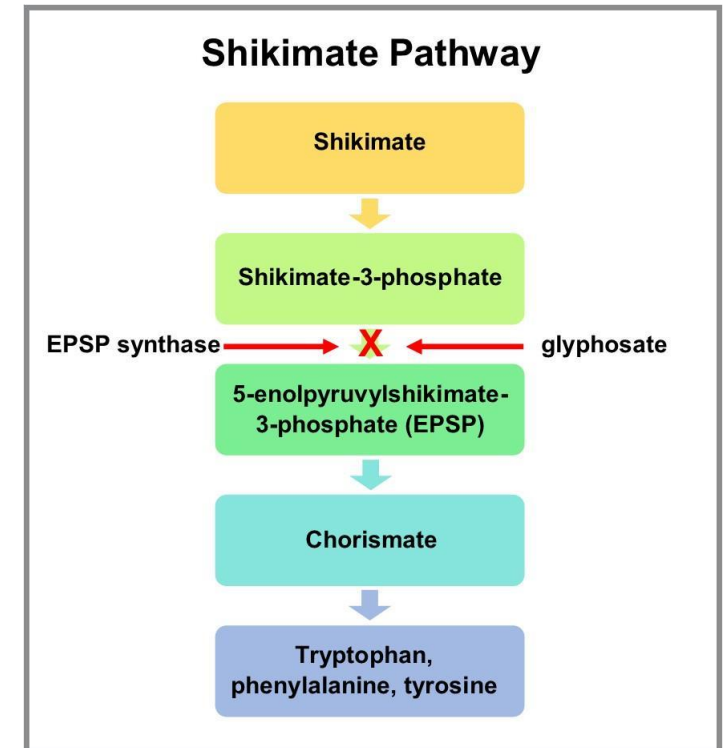 Shikimate Pathway
Shikimate
Shikimate-3-phosphate
EPSP synthase X glyphosate
5-enolpyruvylshikimate-
3-phosphate (EPSP)
Chorismate
Tryptophan,
phenylalanine, tyrosine